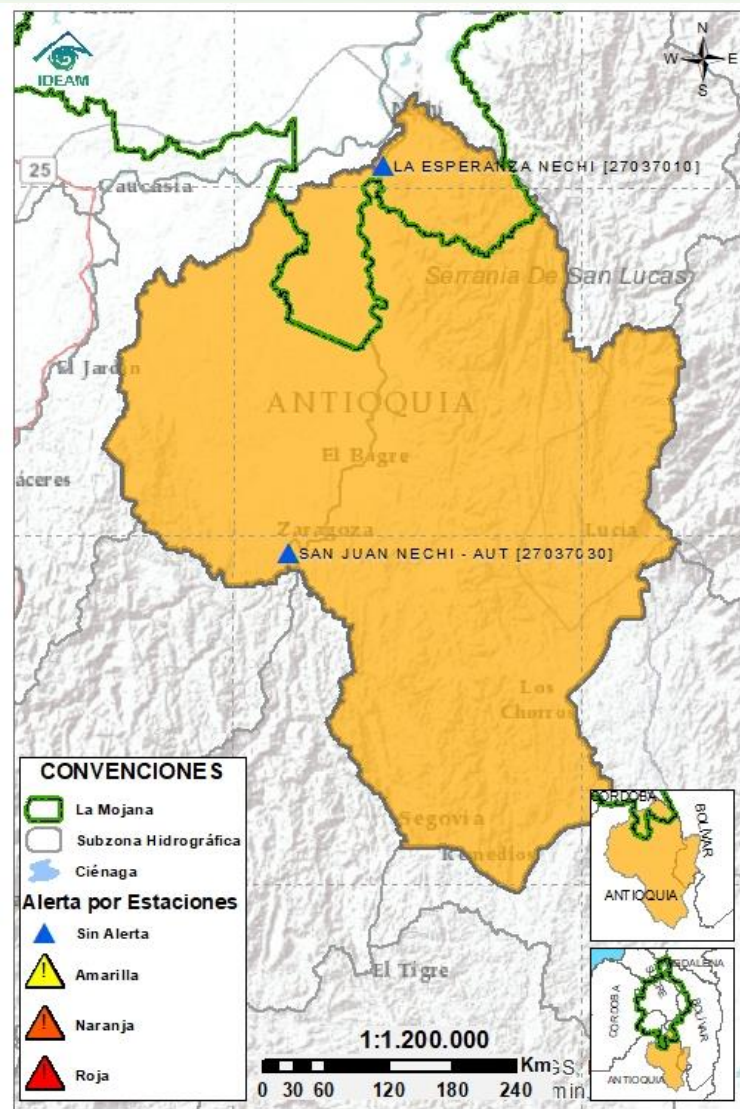 IDEAM
N
W E
S
25
Caucasia
LA ESPERANZA NECHI [27037010]
Serrania De San Lucas
El Jardin
ANTIOQUIA
El Bagre
áceres
Zaragoza
Lucia
SAN JUAN NECHI - AUT [27037030]
Los
Chorros
Segovia
Remedios
El Tigre
CONVENCIONES
La Mojana
Subzona Hidrográfica
Ciénaga
Alerta por Estaciones
Sin Alerta
Amarilla
Naranja
Roja
1:1.200.000
Km
0 30 60 120 180 240
min
CORDOBA
BOLÍVAR
ANTIOQUIA
CORDOBA
BOLÍVAR
ANTIOQUIA